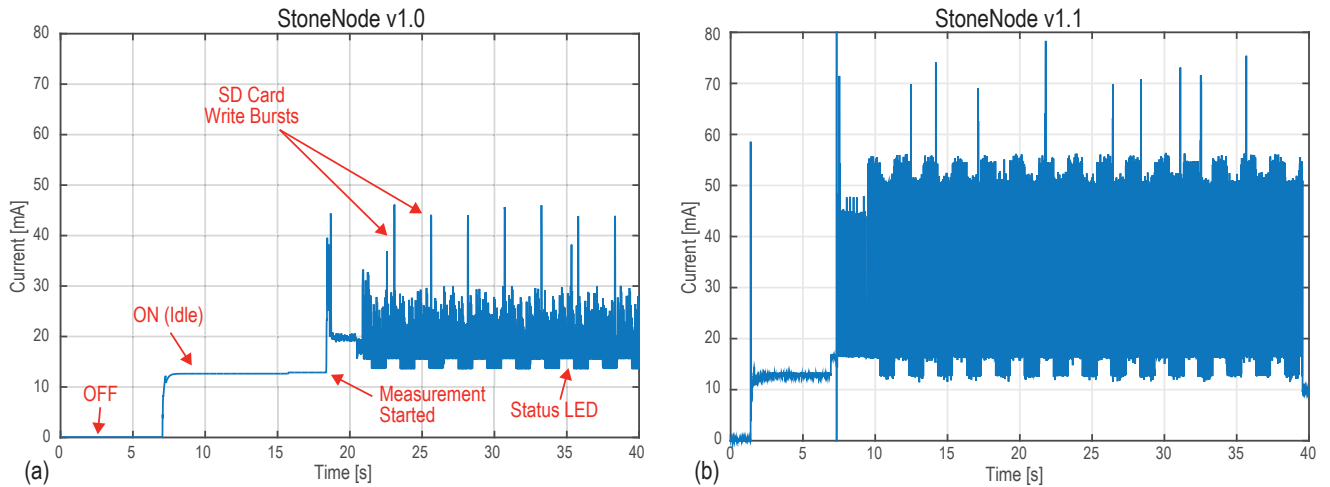 StoneNode v1.0
80
70
60
50
40
30
20
10
0
Current [mA]
SD Card
Write Bursts
ON (Idle)
OFF
Measurement
Started
Status LED
0 5 10 15 20 25 30 35 40
Time [s]
(a)
StoneNode v1.1
80
70
60
50
40
30
20
10
0
Current [mA]
0 5 10 15 20 25 30 35 40
Time [s]
(b)